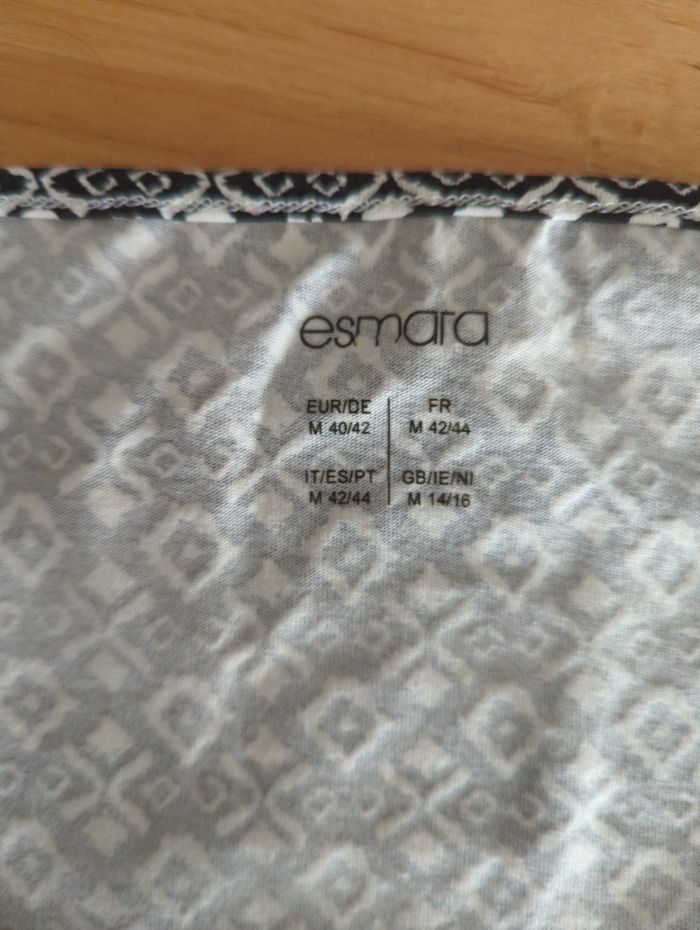 esmara
EUR/DE
M 40/42
FR
M 42/44
IT/ES/PT
M 42/44
GB/IE/NI
M 14/16